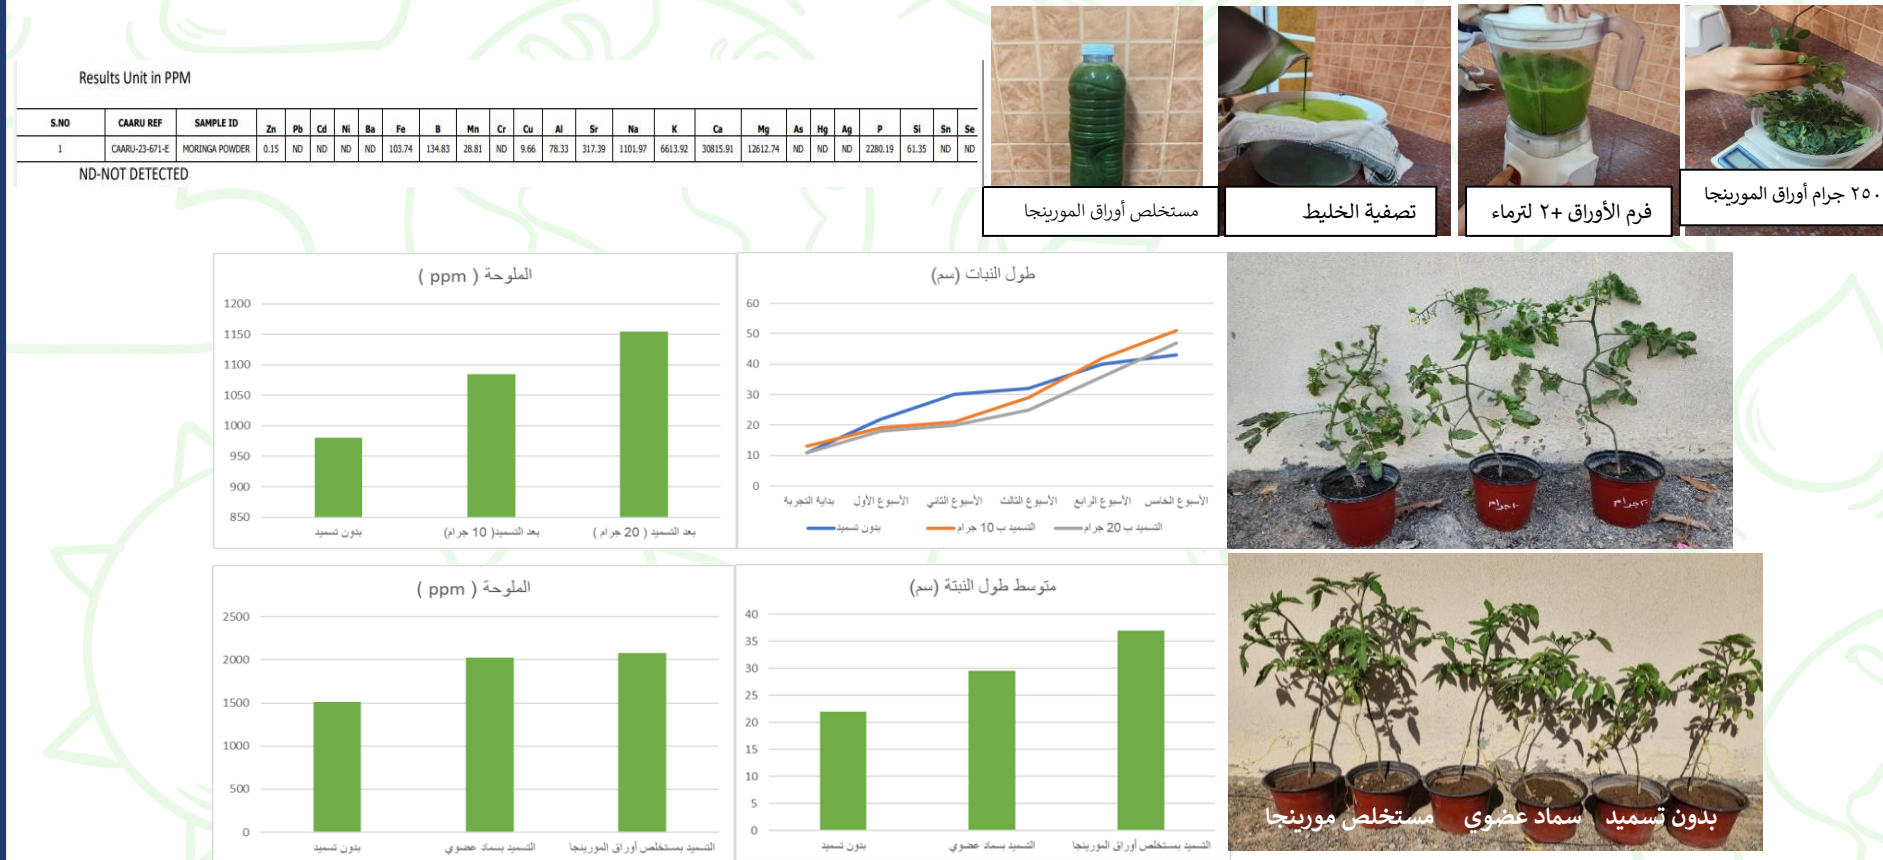 Results Unit in PPM
S.NO CAARU REF SAMPLE ID Zn Pb Cd Ni Ba Fe B Mn Cr Cu Al Sr Na K Ca Mg As Hg Ag P Si Sn Se
1 CAARU-23-671-E MORINGA POWDER 0.15 ND ND ND ND 103.74 134.83 28.81 ND 9.66 78.33 317.39 1101.97 6613.92 30815.91 12612.74 ND ND ND 2280.19 61.35 ND ND
ND-NOT DETECTED
٢٥٠ جرام أوراق المورينجا
فرم الأوراق +٢ لترماء
تصفية الخليط
مستخلص أوراق المورينجا
الملوحة ( ppm )
1200
1150
1100
1050
1000
950
900
850
بدون تسميد
بعد التسميد( 10 جرام)
بعد التسميد ( 20 جرام )
طول النبات (سم)
60
50
40
30
20
10
0
بداية التجربة
الأسبوع الأول
الأسبوع الثاني
الأسبوع الثالث
الأسبوع الرابع
الأسبوع الخامس
بدون تسميد
التسميد ب 10 جرام
التسميد ب 20 جرام
١٠جرام
٢٠جرام
الملوحة ( ppm )
2500
2000
1500
1000
500
0
بدون تسميد
التسميد بسماد عضوي
التسميد بمستخلص أوراق المورينجا
متوسط طول النبتة (سم)
40
35
30
25
20
15
10
5
0
بدون تسميد
التسميد بسماد عضوي
التسميد بمستخلص أوراق المورينجا
بدون تسميد
سماد عضوي
مستخلص مورينجا